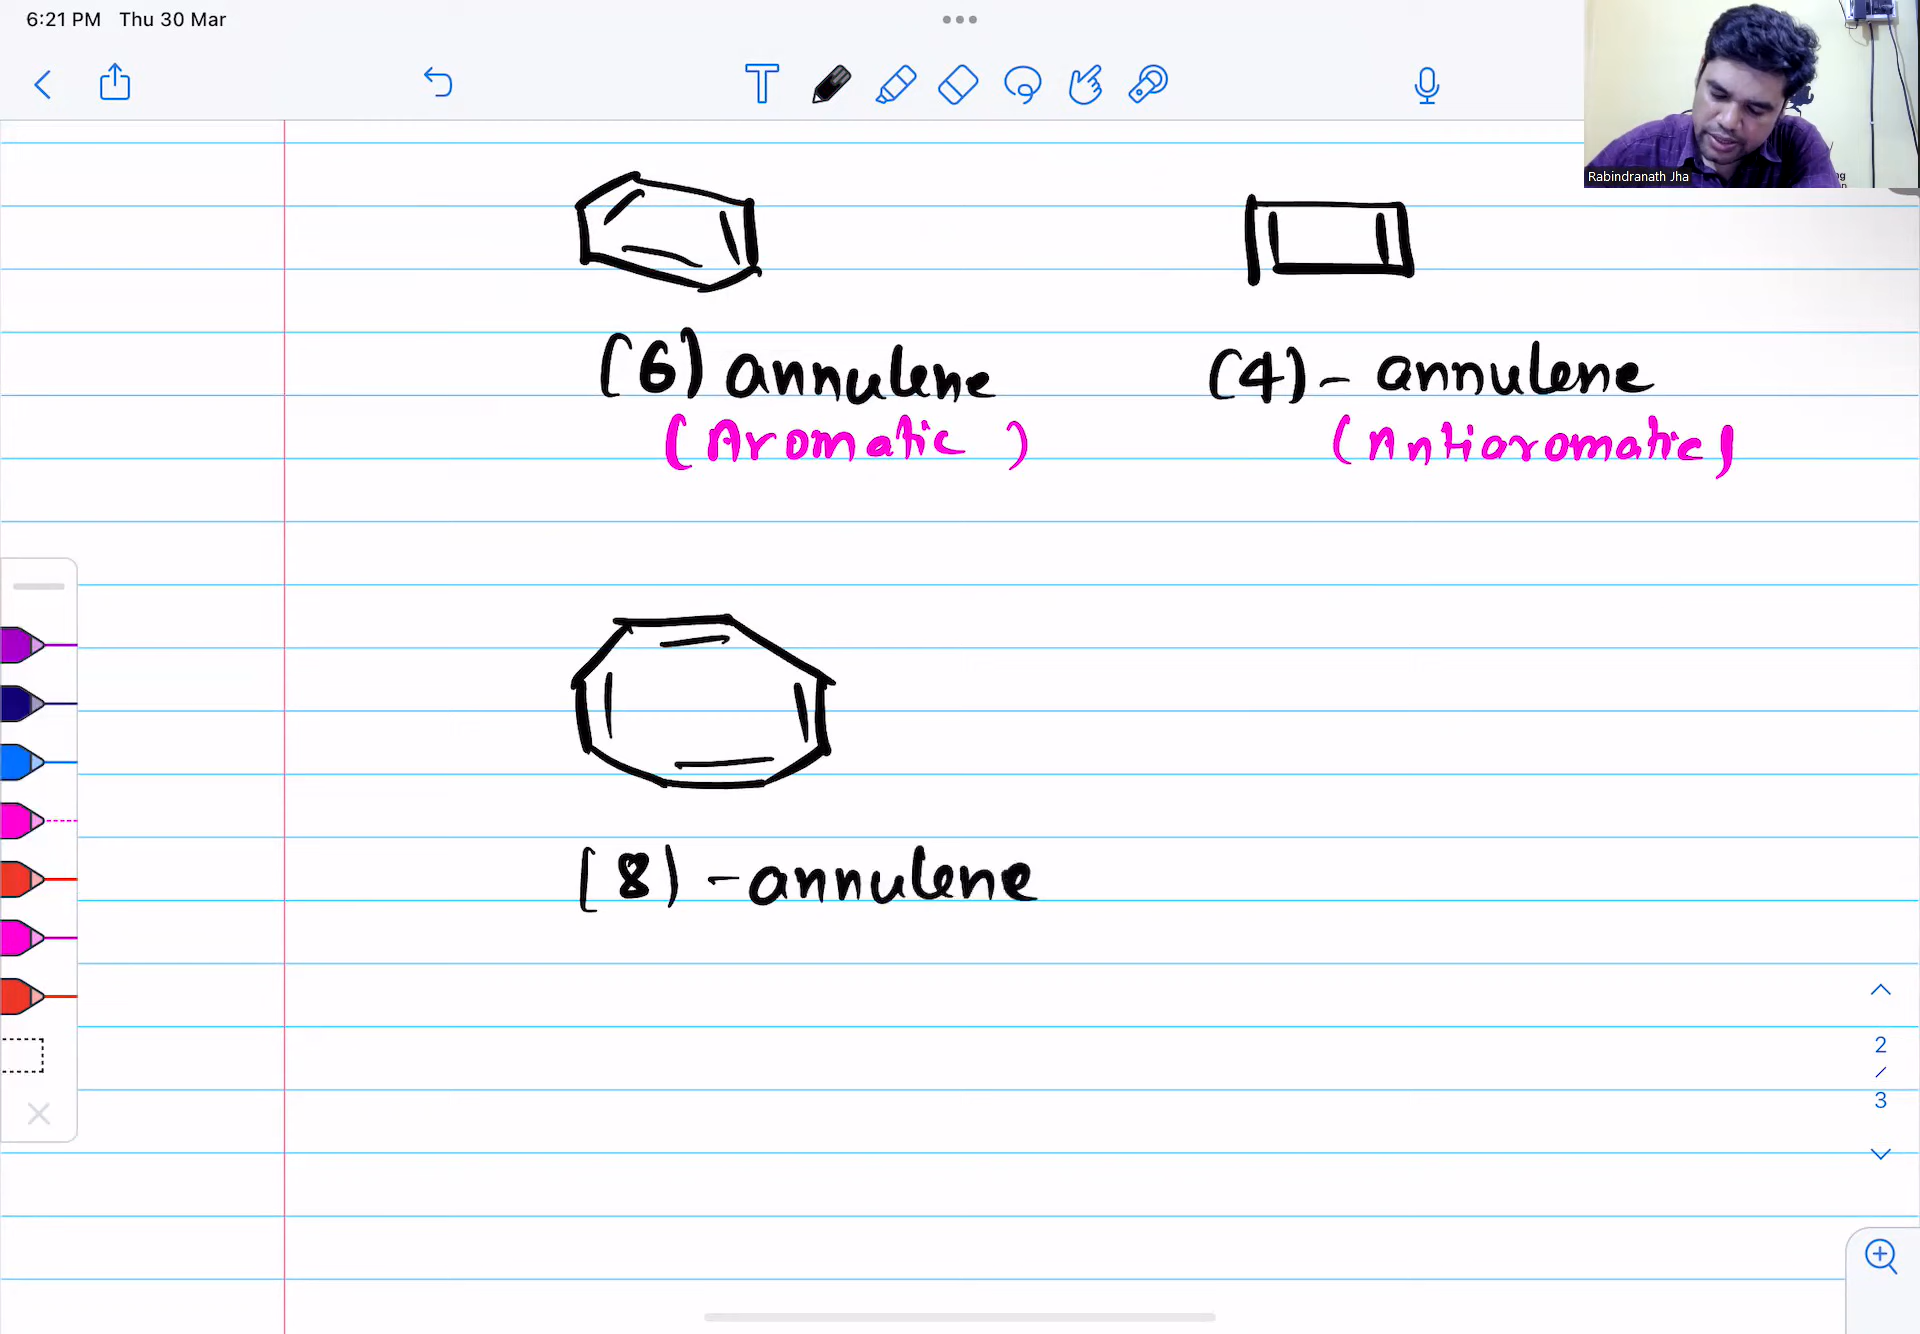 6:21 PM Thu 30 Mar
T
Rabindranath Jha
(6) annulene
(4) - annulene
(Aromatic)
(Antiaromatic)
[8) - annulene
2
/
3